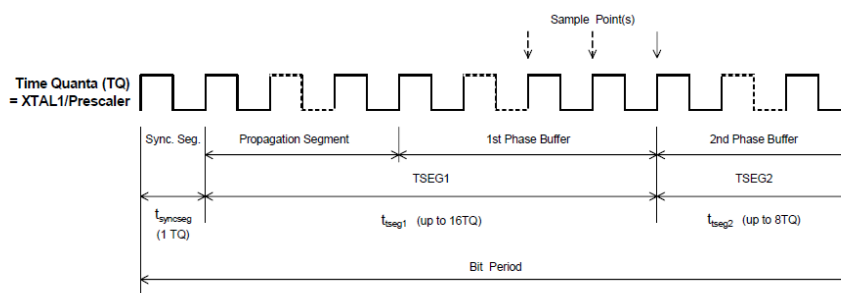 Sample Point(s)
Time Quanta (TQ)
= XTAL1/Prescaler
Sync. Seg. Propagation Segment 1st Phase Buffer 2nd Phase Buffer
TSEG1 TSEG2
tsyncseg
(1 TQ)
ttseg1 (up to 16TQ) ttseg2 (up to 8TQ)
Bit Period